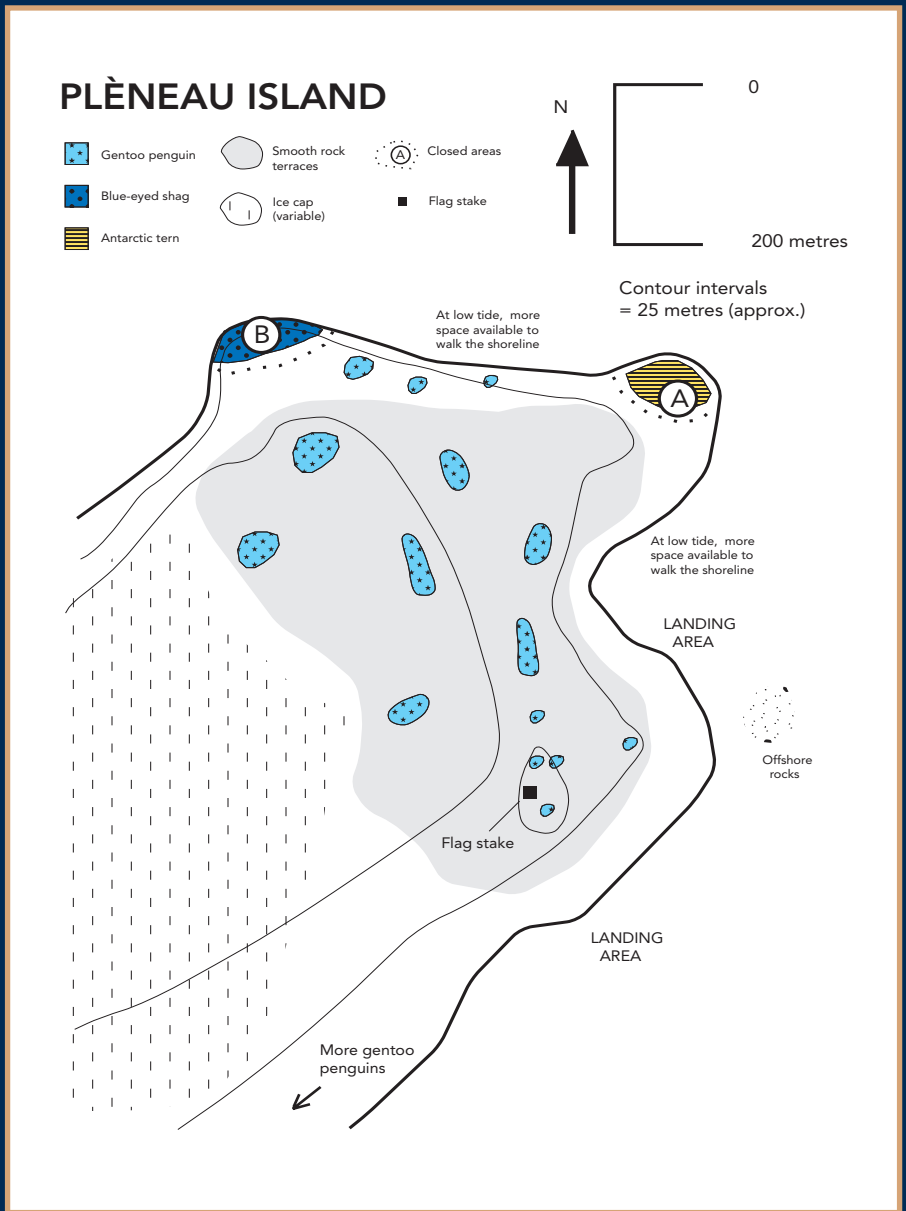 PLÈNEAU ISLAND
Gentoo penguin
Blue-eyed shag
Antarctic tern
Smooth rock
terraces
Ice cap
(variable)
A
Closed areas
Flag stake
N
0
200 metres
Contour intervals
= 25 metres (approx.)
At low tide, more
space available to
walk the shoreline
B
A
At low tide, more
space available to
walk the shoreline
LANDING
AREA
Offshore
rocks
Flag stake
LANDING
AREA
More gentoo
penguins